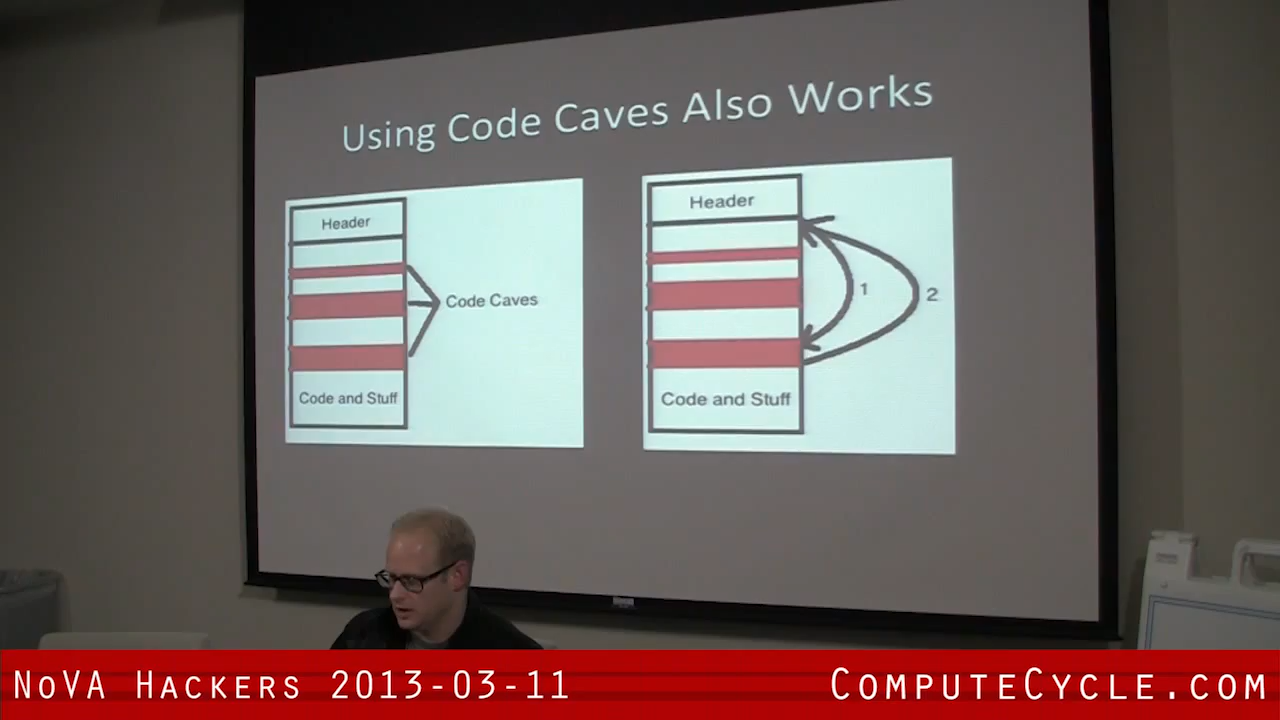 Using Code Caves Also Works
Header
Code Caves
Code and Stuff
Header
1
2
Code and Stuff
NoVA Hackers 2013-03-11
ComputeCycle.com